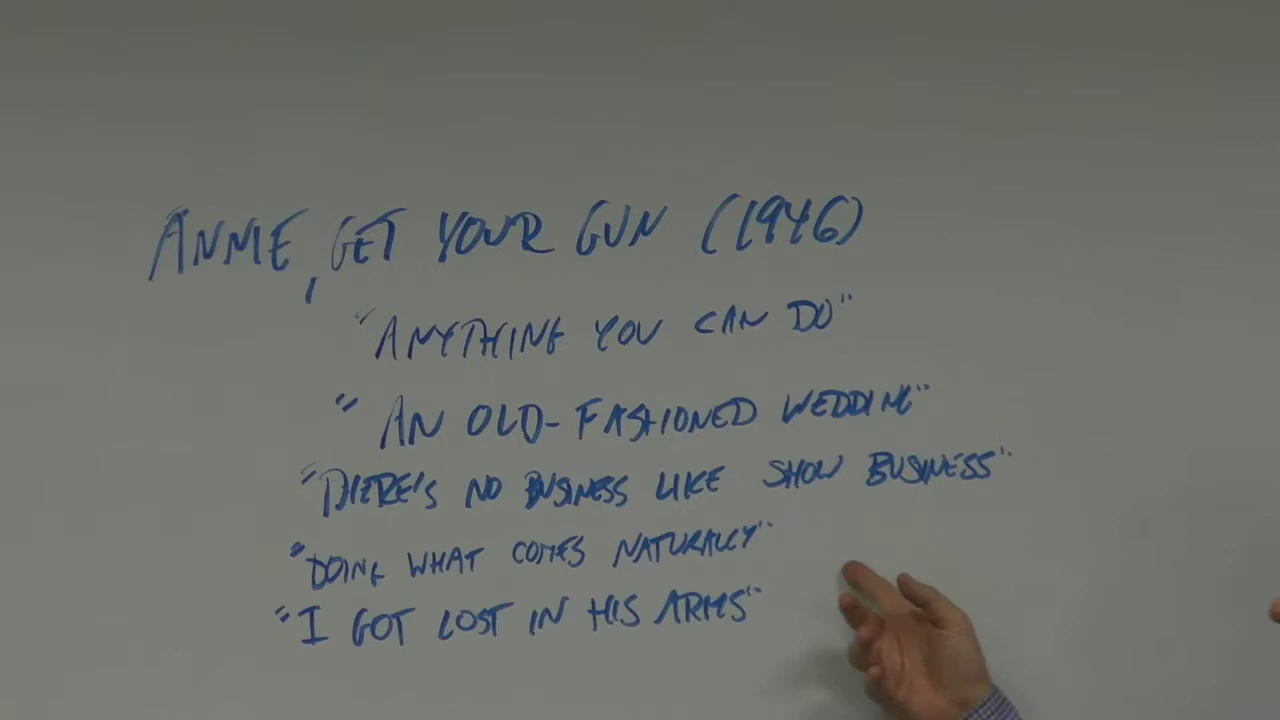 ANNIE, GET YOUR GUN (1946)
"ANYTHING YOU CAN DO"
"AN OLD-FASHIONED WEDDING"
"THERE'S NO BUSINESS LIKE SHOW BUSINESS"
"DOING WHAT COMES NATURALLY"
"I GOT LOST IN HIS ARMS"